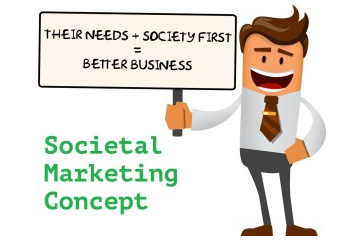 THEIR NEEDS + SOCIETY FIRST
=
BETTER BUSINESS
Societal
Marketing
Concept